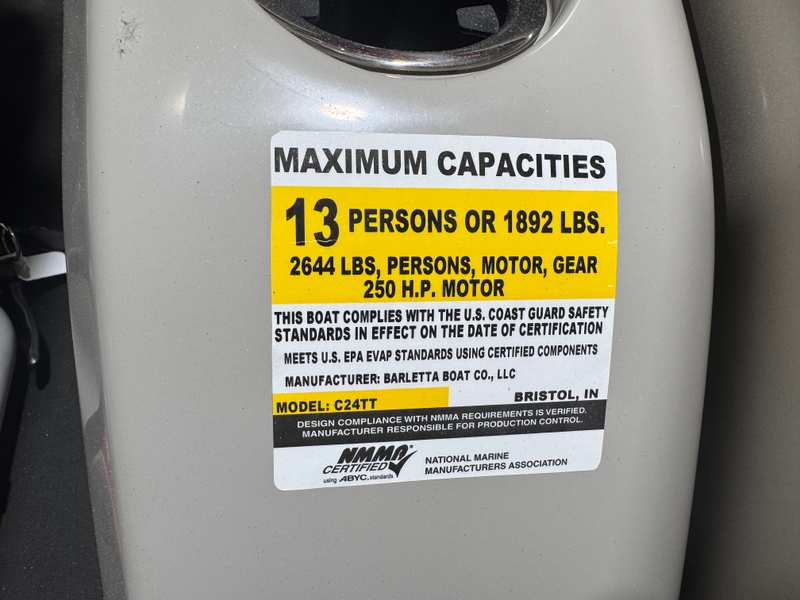 MAXIMUM CAPACITIES
13 PERSONS OR 1892 LBS.
2644 LBS, PERSONS, MOTOR, GEAR
250 H.P. MOTOR
THIS BOAT COMPLIES WITH THE U.S. COAST GUARD SAFETY
STANDARDS IN EFFECT ON THE DATE OF CERTIFICATION
MEETS U.S. EPA EVAP STANDARDS USING CERTIFIED COMPONENTS
MANUFACTURER: BARLETTA BOAT CO., LLC
MODEL: C24TT BRISTOL, IN
DESIGN COMPLIANCE WITH NMMA REQUIREMENTS IS VERIFIED.
MANUFACTURER RESPONSIBLE FOR PRODUCTION CONTROL.
NMMA®
CERTIFIED
using ABYC. standards
NATIONAL MARINE
MANUFACTURERS ASSOCIATION